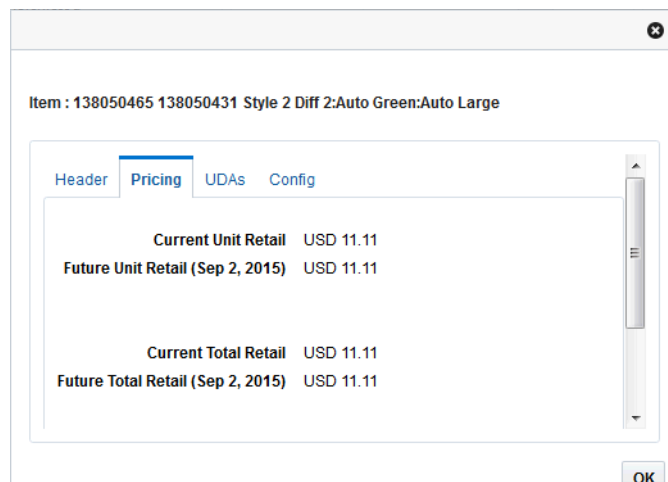 Item : 138050465 138050431 Style 2 Diff 2:Auto Green:Auto Large
Header Pricing UDAs Config
Current Unit Retail USD 11.11
Future Unit Retail (Sep 2, 2015) USD 11.11
Current Total Retail USD 11.11
Future Total Retail (Sep 2, 2015) USD 11.11
OK